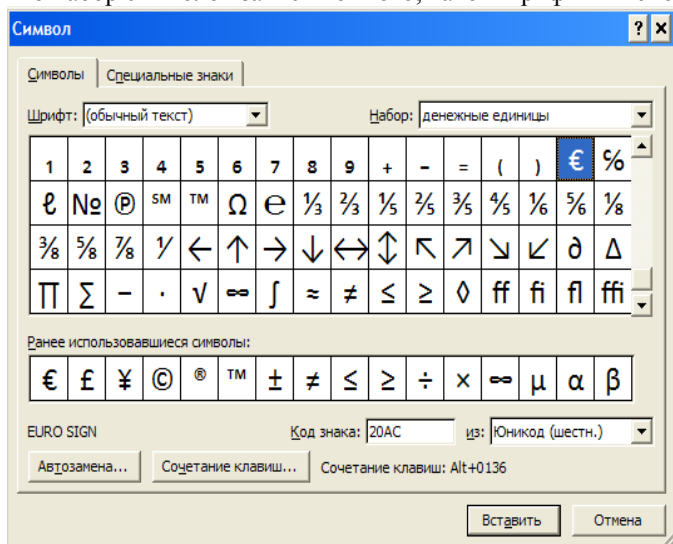 Символ
Символы Специальные знаки
Шрифт: (обычный текст) Набор: денежные единицы
1 2 3 4 5 6 7 8 9 + − = ( ) € ℅
ℓ № ℗ ℠ ™ Ω ℮ ⅓ ⅔ ⅕ ⅖ ⅗ ⅘ ⅙ ⅚ ⅛
⅜ ⅝ ⅞ ⅟ ← ↑ → ↓ ↔ ↕ ↖ ↗ ↘ ↙ ∂ ∆
∏ ∑ − ∙ √ ∞ ∫ ≈ ≠ ≤ ≥ ◊ ff fi fl ffi
Ранее использовавшиеся символы:
€ £ ¥ © ® ™ ± ≠ ≤ ≥ ÷ × ∞ µ α β
EURO SIGN Код знака: 20AC из: Юникод (шестн.)
Автозамена... Сочетание клавиш... Сочетание клавиш: Alt+0136
Вставить Отмена